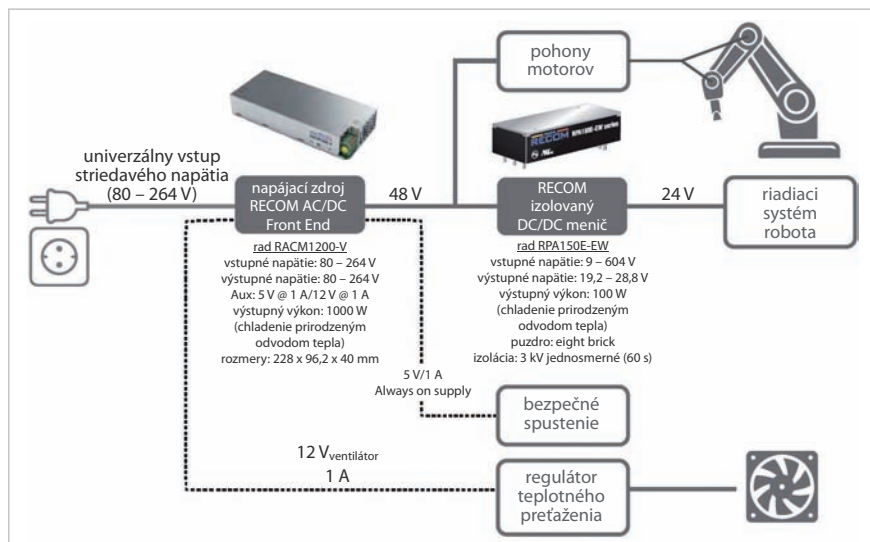 pohony
motorov
RECOM
RPA150E-EW series
univerzálny vstup
striedavého napätia
(80 – 264 V)
napájací zdroj
RECOM AC/DC
Front End
48 V
RECOM
izolovaný
DC/DC menič
24 V
riadiaci
systém
robota
rad RACM1200-V
vstupné napätie: 80 – 264 V
výstupné napätie: 80 – 264 V
Aux: 5 V @ 1 A/12 V @ 1 A
výstupný výkon: 1000 W
(chladenie prirodzeným
odvodom tepla)
rozmery: 228 x 96,2 x 40 mm
rad RPA150E-EW
vstupné napätie: 9 – 604 V
výstupné napätie: 19,2 – 28,8 V
výstupný výkon: 100 W
(chladenie prirodzeným
odvodom tepla)
puzdro: eight brick
izolácia: 3 kV jednosmerné (60 s)
5 V/1 A
Always on supply
bezpečné
spustenie
12 Vventilátor
1 A
regulátor
teplotného
preťaženia